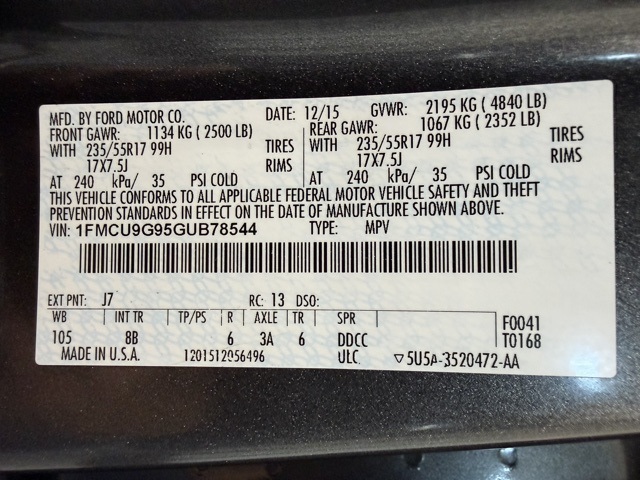 MFD. BY FORD MOTOR CO. DATE: 12/15 GVWR: 2195 KG ( 4840 LB)
FRONT GAWR: 1134 KG ( 2500 LB) REAR GAWR: 1067 KG ( 2352 LB)
WITH 235/55R17 99H TIRES WITH 235/55R17 99H TIRES
17X7.5J RIMS 17X7.5J RIMS
AT 240 kPa/ 35 PSI COLD AT 240 kPa/ 35 PSI COLD
THIS VEHICLE CONFORMS TO ALL APPLICABLE FEDERAL MOTOR VEHICLE SAFETY AND THEFT
PREVENTION STANDARDS IN EFFECT ON THE DATE OF MANUFACTURE SHOWN ABOVE.
VIN: 1FMCU9G95GUB78544 TYPE: MPV
EXT PNT: J7 RC: 13 DSO:
WB INT TR TP/PS R AXLE TR SPR F0041
105 8B 6 3A 6 DDCC T0168
MADE IN U.S.A. 1201512056496 ULC ▽5U5A-3520472-AA